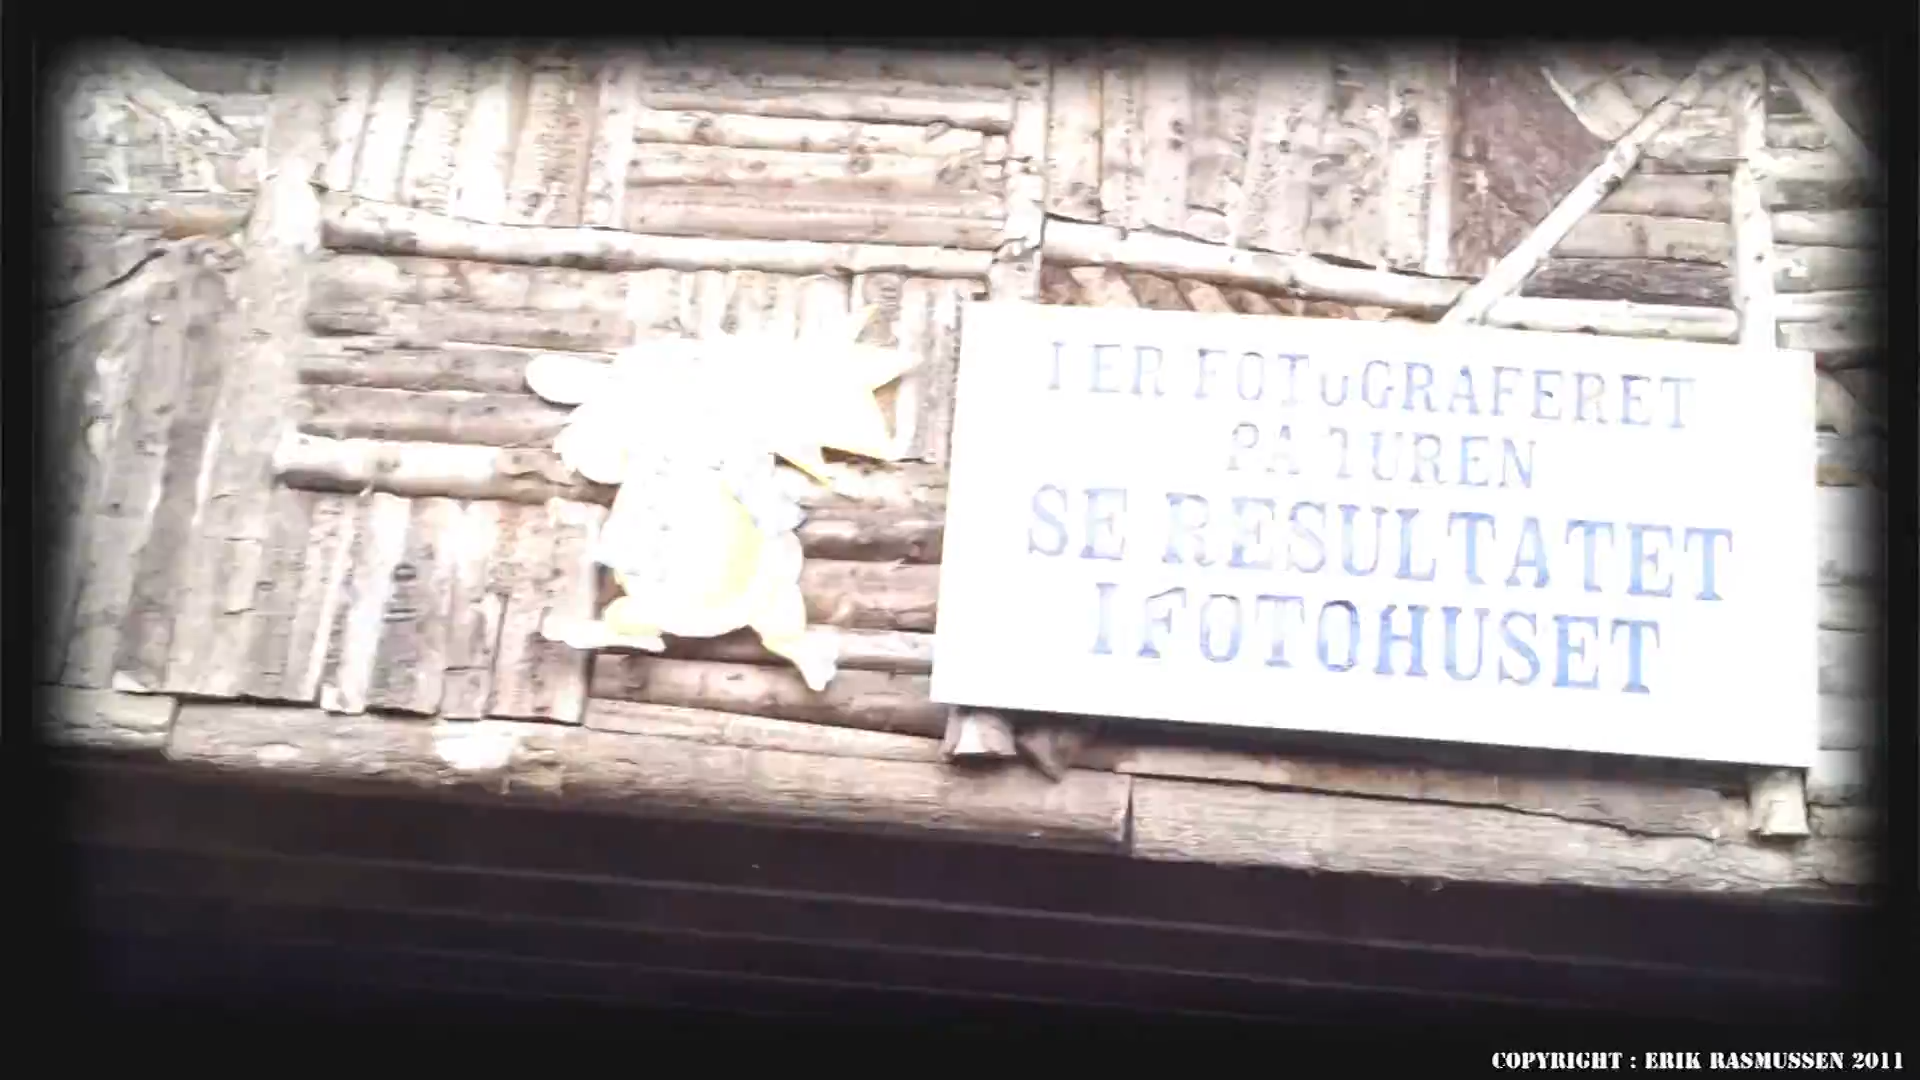 I ER FOTOGRAFERET
PÅ TUREN
SE RESULTATET
I FOTOHUSET
COPYRIGHT : ERIK RASMUSSEN 2011